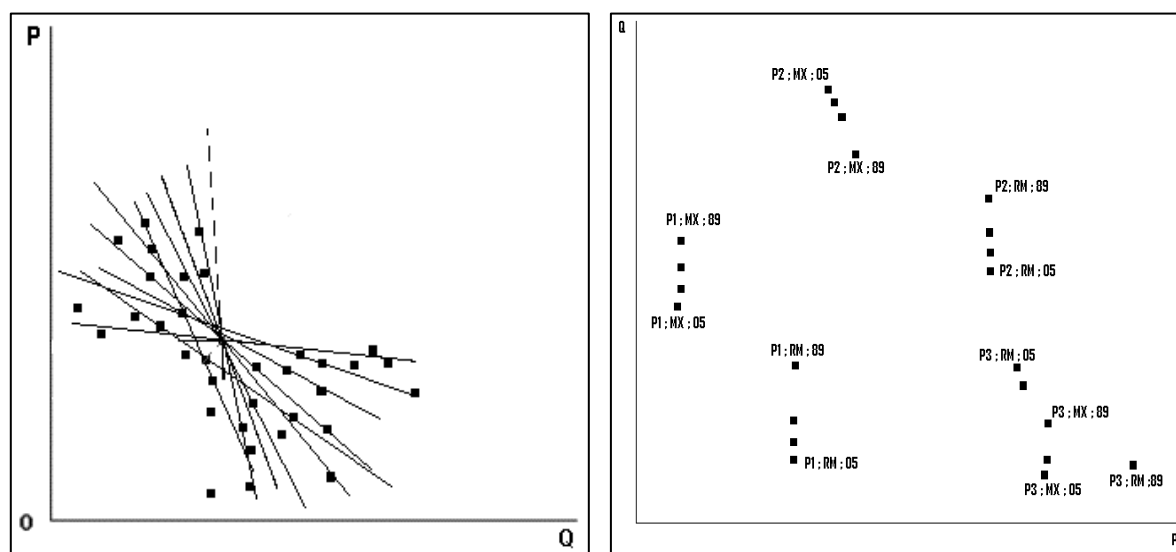 P
O
Q
Q
P2 ; MX ; 05
P2 ; MX ; 89
P2; RM ; 89
P1 ; MX ; 89
P2 ; RM ; 05
P1 ; MX ; 05
P1 ; RM ; 89
P3 ; RM ; 05
P3 ; MX ; 89
P1 ; RM ; 05
P3 ; RM ;89
P3 ; MX ; 05